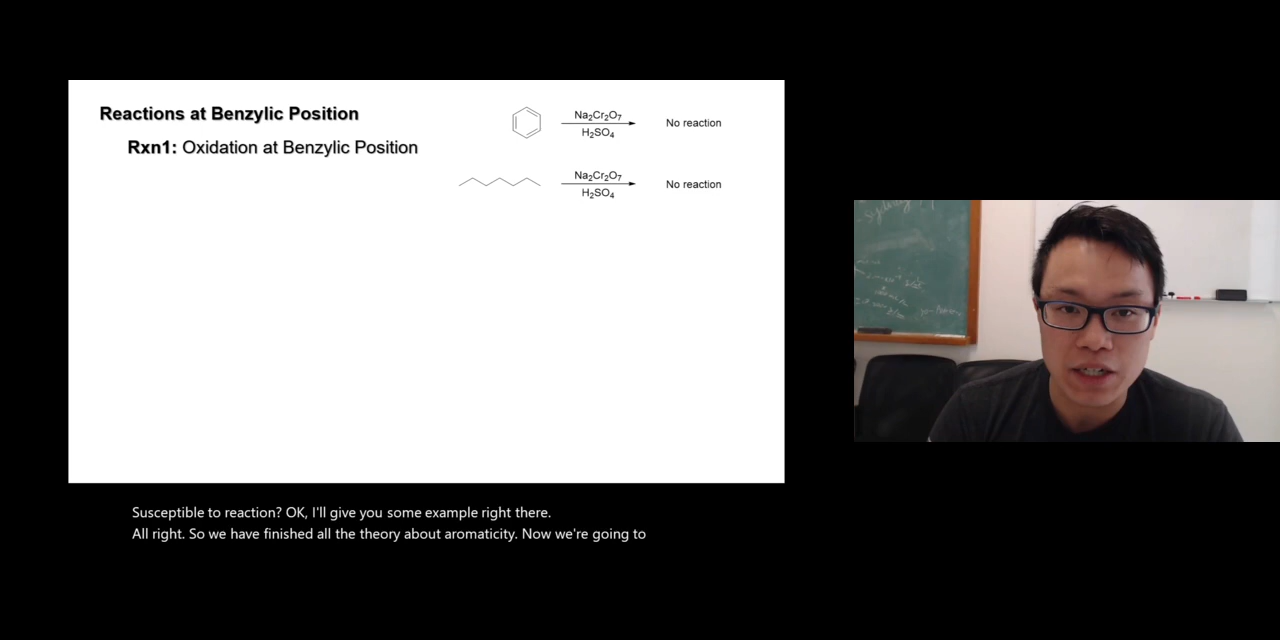 Reactions at Benzylic Position
Rxn1: Oxidation at Benzylic Position
Na₂Cr₂O₇
H₂SO₄
No reaction
Na₂Cr₂O₇
H₂SO₄
No reaction
Susceptible to reaction? OK, I'll give you some example right there.
All right. So we have finished all the theory about aromaticity. Now we're going to